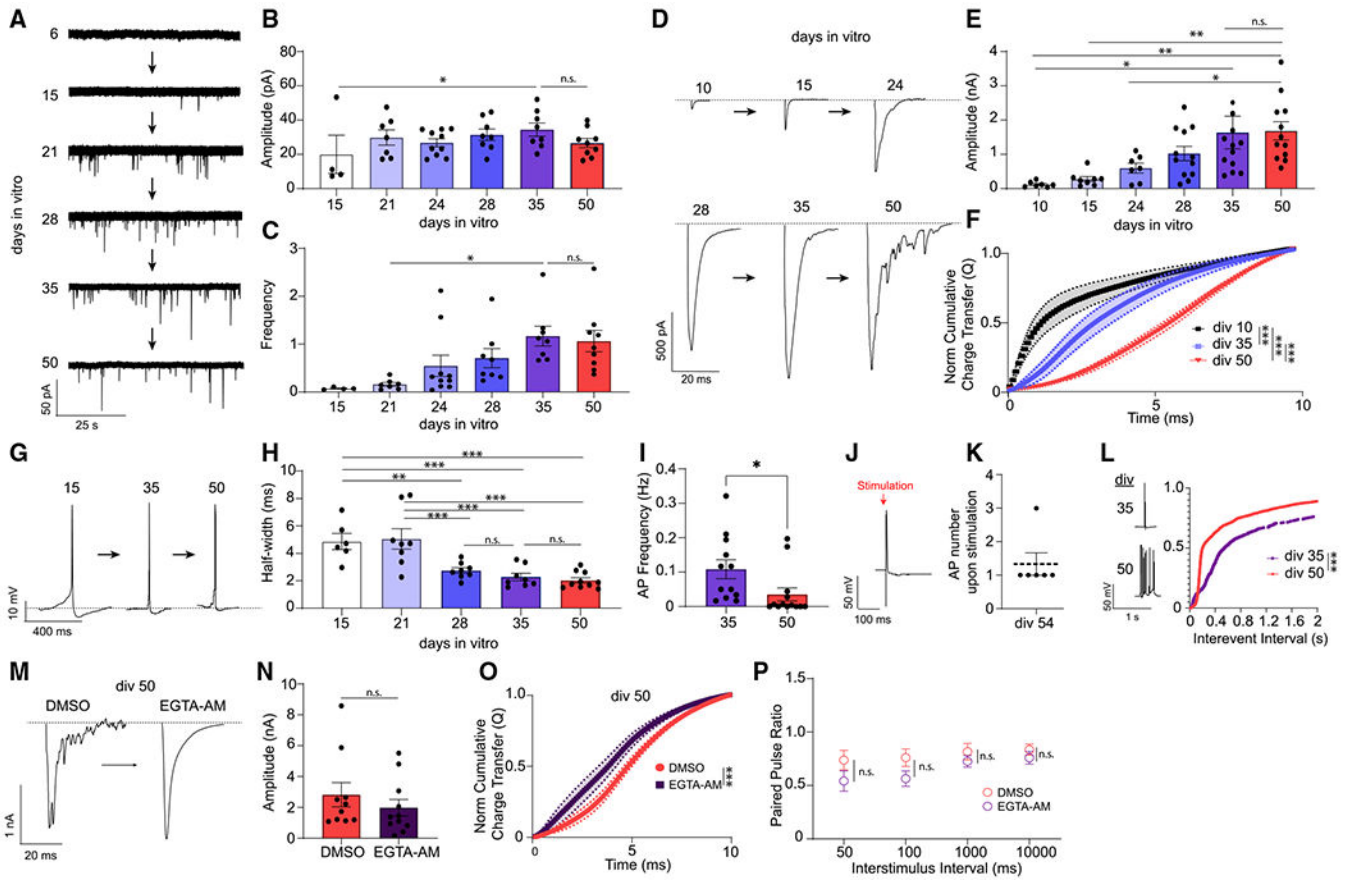 A
6
15
21
28
35
50
days in vitro
50 pA
25 s
B
Amplitude (pA)
80
60
40
20
0
*
n.s.
15 21 24 28 35 50
days in vitro
C
Frequency
3
2
1
0
*
n.s.
15 21 24 28 35 50
days in vitro
D
days in vitro
10 15 24
28 35 50
500 pA
20 ms
E
Amplitude (nA)
4
3
2
1
0
n.s.
**
**
*
*
10 15 24 28 35 50
days in vitro
F
Norm Cumulative
Charge Transfer (Q)
1.0
0.5
0
div 10
div 35
div 50
***
***
***
0 5 10
Time (ms)
G
15 35 50
10 mV
400 ms
H
Half-width (ms)
10
8
6
4
2
0
***
***
**
***
***
***
n.s.
n.s.
15 21 28 35 50
days in vitro
I
AP Frequency (Hz)
0.4
0.3
0.2
0.1
0
*
35 50
J
Stimulation
50 mV
100 ms
K
AP number
upon stimulation
4
3
2
1
0
div 54
L
div
35
50
50 mV
1 s
1.0
0.5
0
div 35
div 50
***
0 0.4 0.8 1.2 1.6 2
Interevent Interval (s)
M
div 50
DMSO EGTA-AM
1 nA
20 ms
N
Amplitude (nA)
10
8
6
4
2
0
n.s.
DMSO EGTA-AM
O
div 50
Norm Cumulative
Charge Transfer (Q)
1.0
0.5
0
DMSO
EGTA-AM
***
0 5 10
Time (ms)
P
Paired Pulse Ratio
1.5
1.0
0.5
0
n.s.
n.s.
n.s.
n.s.
DMSO
EGTA-AM
50 100 1000 10000
Interstimulus Interval (ms)